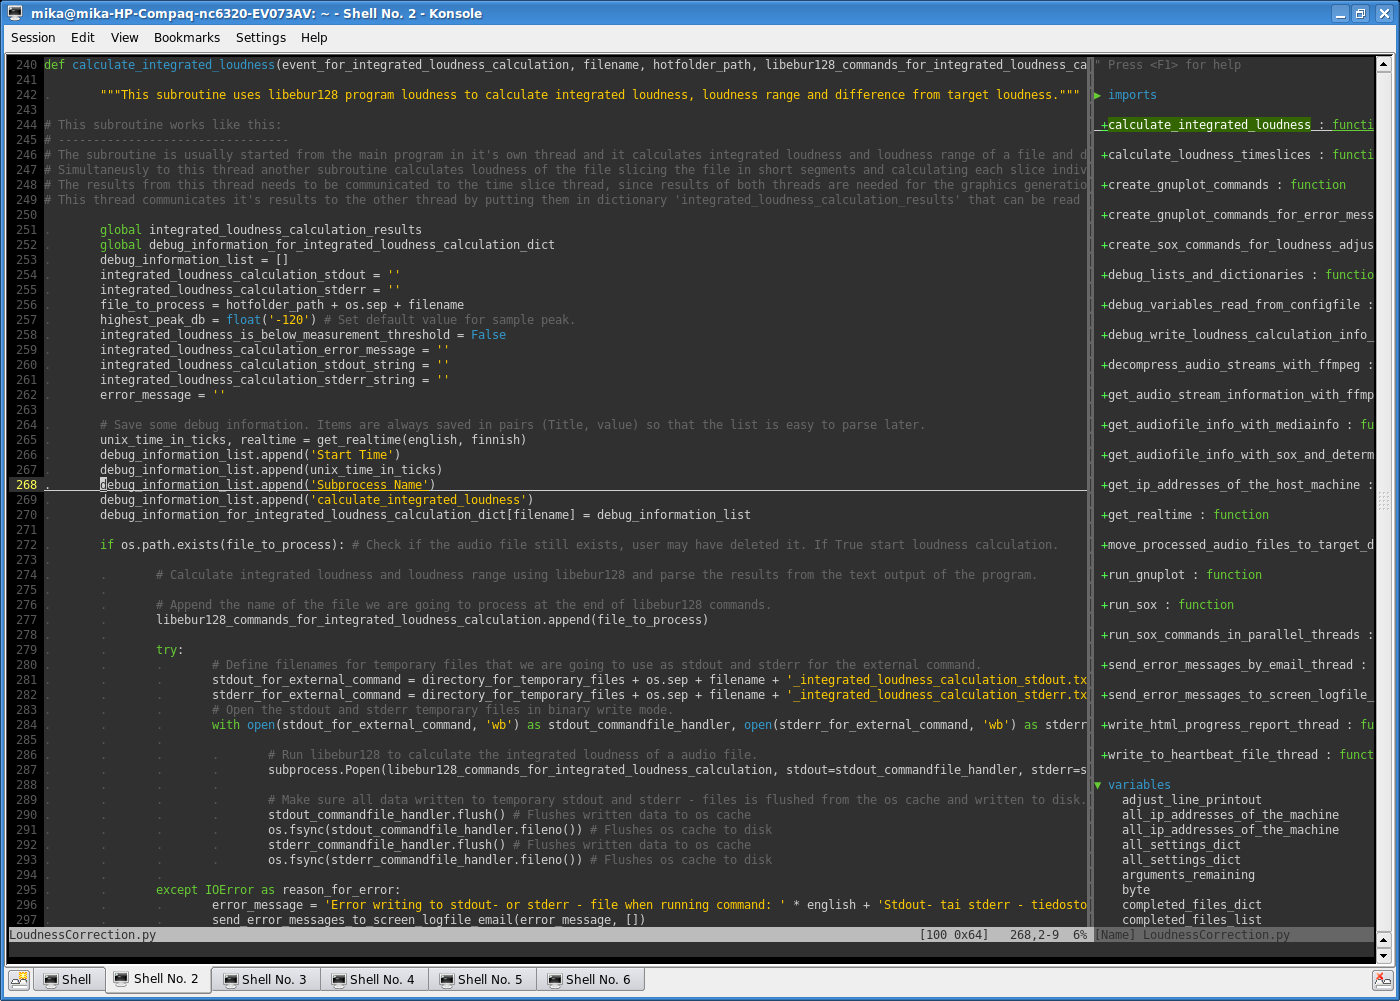 mika@mika-HP-Compaq-nc6320-EV073AV: ~ - Shell No. 2 - Konsole
Session Edit View Bookmarks Settings Help
240 def calculate_integrated_loudness(event_for_integrated_loudness_calculation, filename, hotfolder_path, libebur128_commands_for_integrated_loudness_ca
241
242 . """This subroutine uses libebur128 program loudness to calculate integrated loudness, loudness range and difference from target loudness."""
243
244 # This subroutine works like this:
245 # ---------------------------------
246 # The subroutine is usually started from the main program in it's own thread and it calculates integrated loudness and loudness range of a file and d
247 # Simultaneusly to this thread another subroutine calculates loudness of the file slicing the file in short segments and calculating each slice indiv
248 # The results from this thread needs to be communicated to the time slice thread, since results of both threads are needed for the graphics generatio
249 # This thread communicates it's results to the other thread by putting them in dictionary 'integrated_loudness_calculation_results' that can be read
250
251 . global integrated_loudness_calculation_results
252 . global debug_information_for_integrated_loudness_calculation_dict
253 . debug_information_list = []
254 . integrated_loudness_calculation_stdout = ''
255 . integrated_loudness_calculation_stderr = ''
256 . file_to_process = hotfolder_path + os.sep + filename
257 . highest_peak_db = float('-120') # Set default value for sample peak.
258 . integrated_loudness_is_below_measurement_threshold = False
259 . integrated_loudness_calculation_error_message = ''
260 . integrated_loudness_calculation_stdout_string = ''
261 . integrated_loudness_calculation_stderr_string = ''
262 . error_message = ''
263
264 . # Save some debug information. Items are always saved in pairs (Title, value) so that the list is easy to parse later.
265 . unix_time_in_ticks, realtime = get_realtime(english, finnish)
266 . debug_information_list.append('Start Time')
267 . debug_information_list.append(unix_time_in_ticks)
268 . debug_information_list.append('Subprocess Name')
269 . debug_information_list.append('calculate_integrated_loudness')
270 . debug_information_for_integrated_loudness_calculation_dict[filename] = debug_information_list
271
272 . if os.path.exists(file_to_process): # Check if the audio file still exists, user may have deleted it. If True start loudness calculation.
273 . .
274 . . # Calculate integrated loudness and loudness range using libebur128 and parse the results from the text output of the program.
275 . .
276 . . # Append the name of the file we are going to process at the end of libebur128 commands.
277 . . libebur128_commands_for_integrated_loudness_calculation.append(file_to_process)
278 . .
279 . . try:
280 . . . # Define filenames for temporary files that we are going to use as stdout and stderr for the external command.
281 . . . stdout_for_external_command = directory_for_temporary_files + os.sep + filename + '_integrated_loudness_calculation_stdout.tx
282 . . . stderr_for_external_command = directory_for_temporary_files + os.sep + filename + '_integrated_loudness_calculation_stderr.tx
283 . . . # Open the stdout and stderr temporary files in binary write mode.
284 . . . with open(stdout_for_external_command, 'wb') as stdout_commandfile_handler, open(stderr_for_external_command, 'wb') as stderr
285 . . .
286 . . . . # Run libebur128 to calculate the integrated loudness of a audio file.
287 . . . . subprocess.Popen(libebur128_commands_for_integrated_loudness_calculation, stdout=stdout_commandfile_handler, stderr=s
288 . . . .
289 . . . . # Make sure all data written to temporary stdout and stderr - files is flushed from the os cache and written to disk.
290 . . . . stdout_commandfile_handler.flush() # Flushes written data to os cache
291 . . . . os.fsync(stdout_commandfile_handler.fileno()) # Flushes os cache to disk
292 . . . . stderr_commandfile_handler.flush() # Flushes written data to os cache
293 . . . . os.fsync(stderr_commandfile_handler.fileno()) # Flushes os cache to disk
294 . . .
295 . . except IOError as reason_for_error:
296 . . . error_message = 'Error writing to stdout- or stderr - file when running command: ' * english + 'Stdout- tai stderr - tiedosto
297 . . . send_error_messages_to_screen_logfile_email(error_message, [])
LoudnessCorrection.py [100 0x64] 268,2-9 6%
" Press <F1> for help
▶ imports
+calculate_integrated_loudness : functi
+calculate_loudness_timeslices : functi
+create_gnuplot_commands : function
+create_gnuplot_commands_for_error_mess
+create_sox_commands_for_loudness_adjus
+debug_lists_and_dictionaries : functio
+debug_variables_read_from_configfile :
+debug_write_loudness_calculation_info_
+decompress_audio_streams_with_ffmpeg :
+get_audio_stream_information_with_ffmp
+get_audiofile_info_with_mediainfo : fu
+get_audiofile_info_with_sox_and_determ
+get_ip_addresses_of_the_host_machine :
+get_realtime : function
+move_processed_audio_files_to_target_d
+run_gnuplot : function
+run_sox : function
+run_sox_commands_in_parallel_threads :
+send_error_messages_by_email_thread :
+send_error_messages_to_screen_logfile_
+write_html_progress_report_thread : fu
+write_to_heartbeat_file_thread : funct
▼ variables
adjust_line_printout
all_ip_addresses_of_the_machine
all_ip_addresses_of_the_machine
all_settings_dict
all_settings_dict
arguments_remaining
byte
completed_files_dict
completed_files_list
[Name] LoudnessCorrection.py
Shell Shell No. 2 Shell No. 3 Shell No. 4 Shell No. 5 Shell No. 6